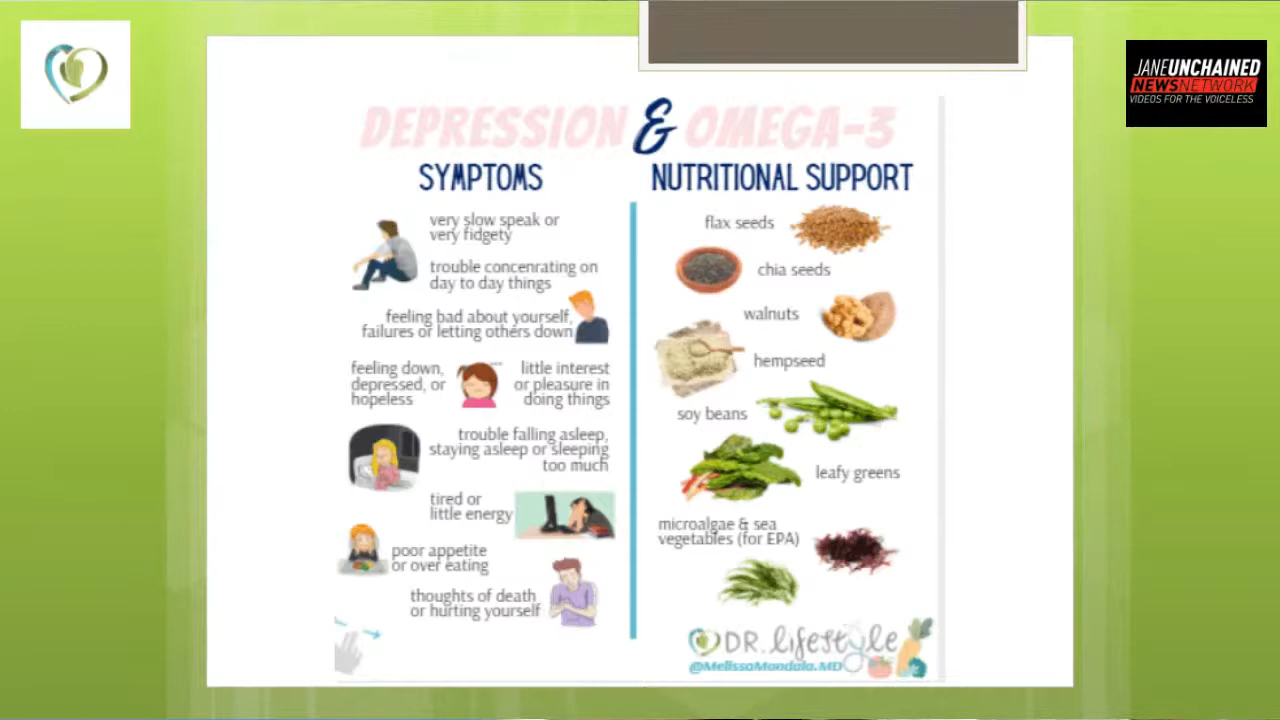 JANEUNCHAINED
NEWSNETWORK
VIDEOS FOR THE VOICELESS
DEPRESSION & OMEGA-3
SYMPTOMS
very slow speak or
very fidgety
trouble concenrating on
day to day things
feeling bad about yourself,
failures or letting others down
feeling down,
depressed, or
hopeless
little interest
or pleasure in
doing things
trouble falling asleep,
staying asleep or sleeping
too much
tired or
little energy
poor appetite
or over eating
thoughts of death
or hurting yourself
NUTRITIONAL SUPPORT
flax seeds
chia seeds
walnuts
hempseed
soy beans
leafy greens
microalgae & sea
vegetables (for EPA)
DR. lifestyle
@MelissaMondala.MD